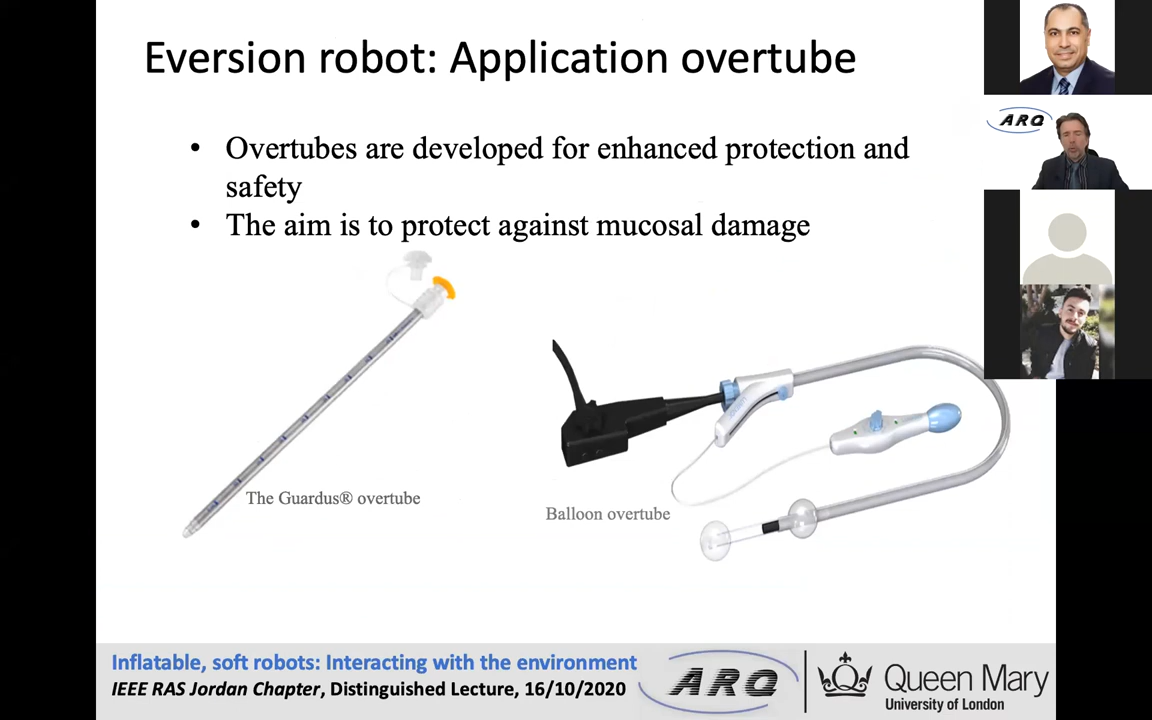 Eversion robot: Application overtube
ARQ
• Overtubes are developed for enhanced protection and
safety
• The aim is to protect against mucosal damage
The Guardus® overtube
Balloon overtube
Inflatable, soft robots: Interacting with the environment
IEEE RAS Jordan Chapter, Distinguished Lecture, 16/10/2020
ARQ
Queen Mary
University of London